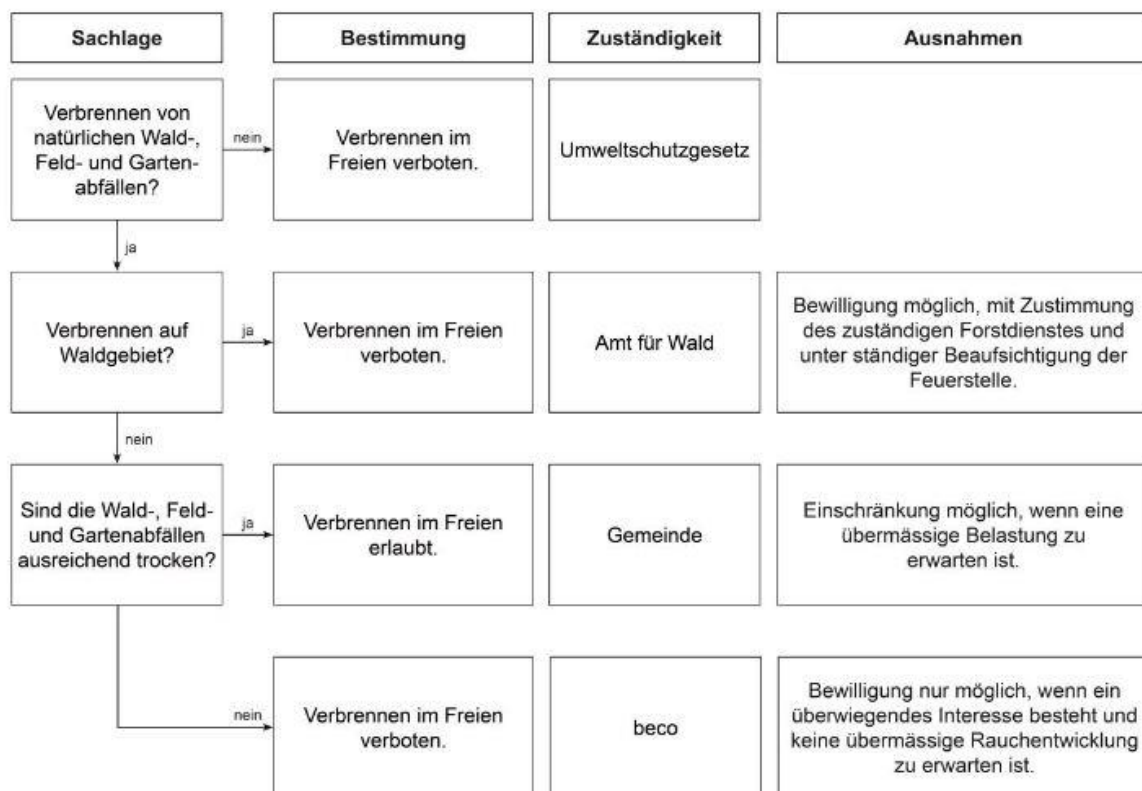 Sachlage
Bestimmung
Zuständigkeit
Ausnahmen
Verbrennen von
natürlichen Wald-,
Feld- und Garten-
abfällen?
nein
Verbrennen im
Freien verboten.
Umweltschutzgesetz
ja
Verbrennen auf
Waldgebiet?
ja
Verbrennen im Freien
verboten.
Amt für Wald
Bewilligung möglich, mit Zustimmung
des zuständigen Forstdienstes und
unter ständiger Beaufsichtigung der
Feuerstelle.
nein
Sind die Wald-, Feld-
und Gartenabfällen
ausreichend trocken?
ja
Verbrennen im Freien
erlaubt.
Gemeinde
Einschränkung möglich, wenn eine
übermässige Belastung zu
erwarten ist.
nein
Verbrennen im Freien
verboten.
beco
Bewilligung nur möglich, wenn ein
überwiegendes Interesse besteht und
keine übermässige Rauchentwicklung
zu erwarten ist.